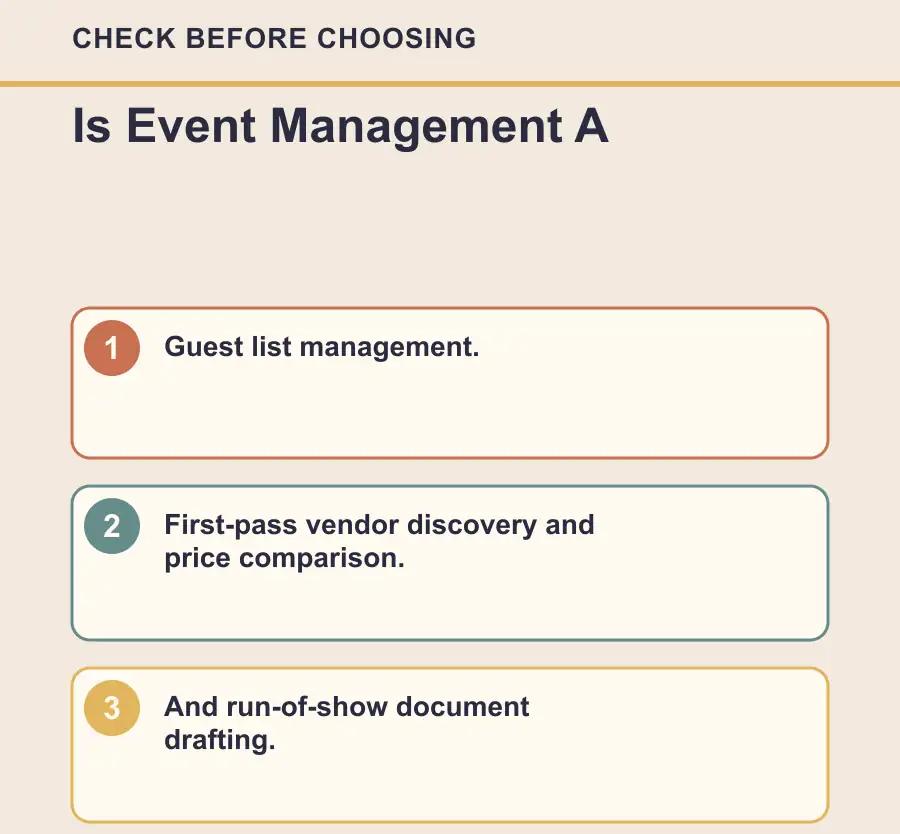 CHECK BEFORE CHOOSING
Is Event Management A
1
Guest list management.
2
First-pass vendor discovery and
price comparison.
3
And run-of-show document
drafting.